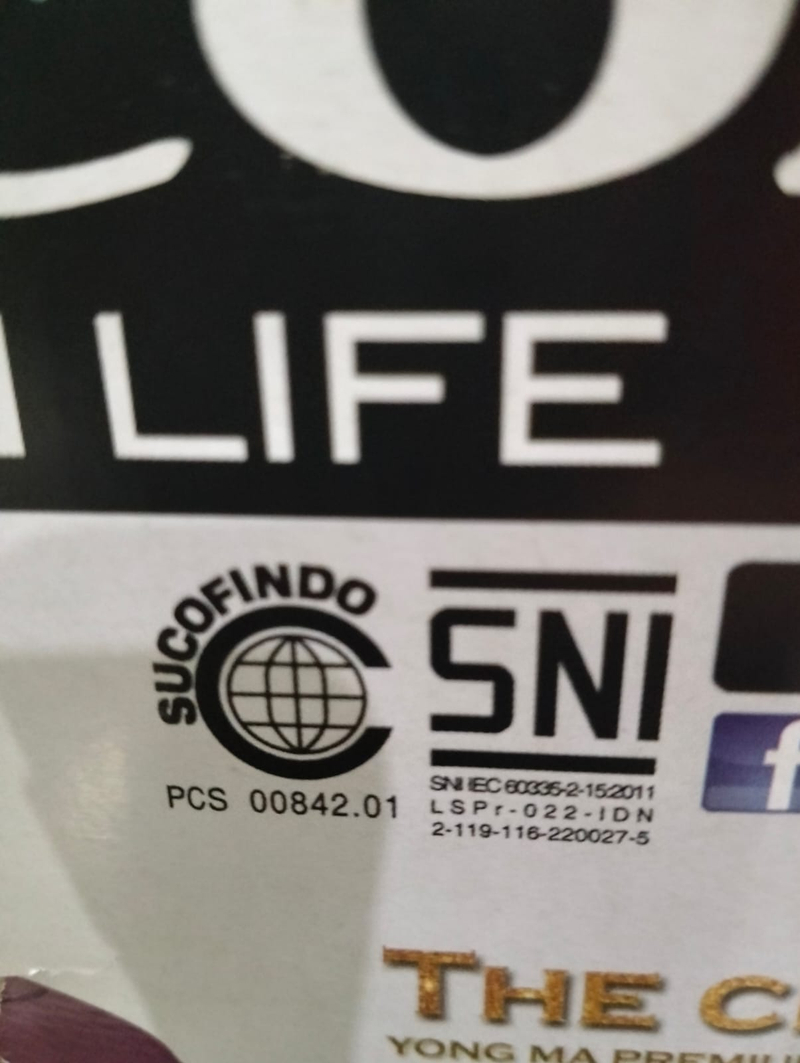 LIFE
SUCOFINDO
PCS 00842.01
SNI
SNI IEC 60335-2-15:2011
LSPr-022-IDN
2-119-116-220027-5
f
THE
YONG MA